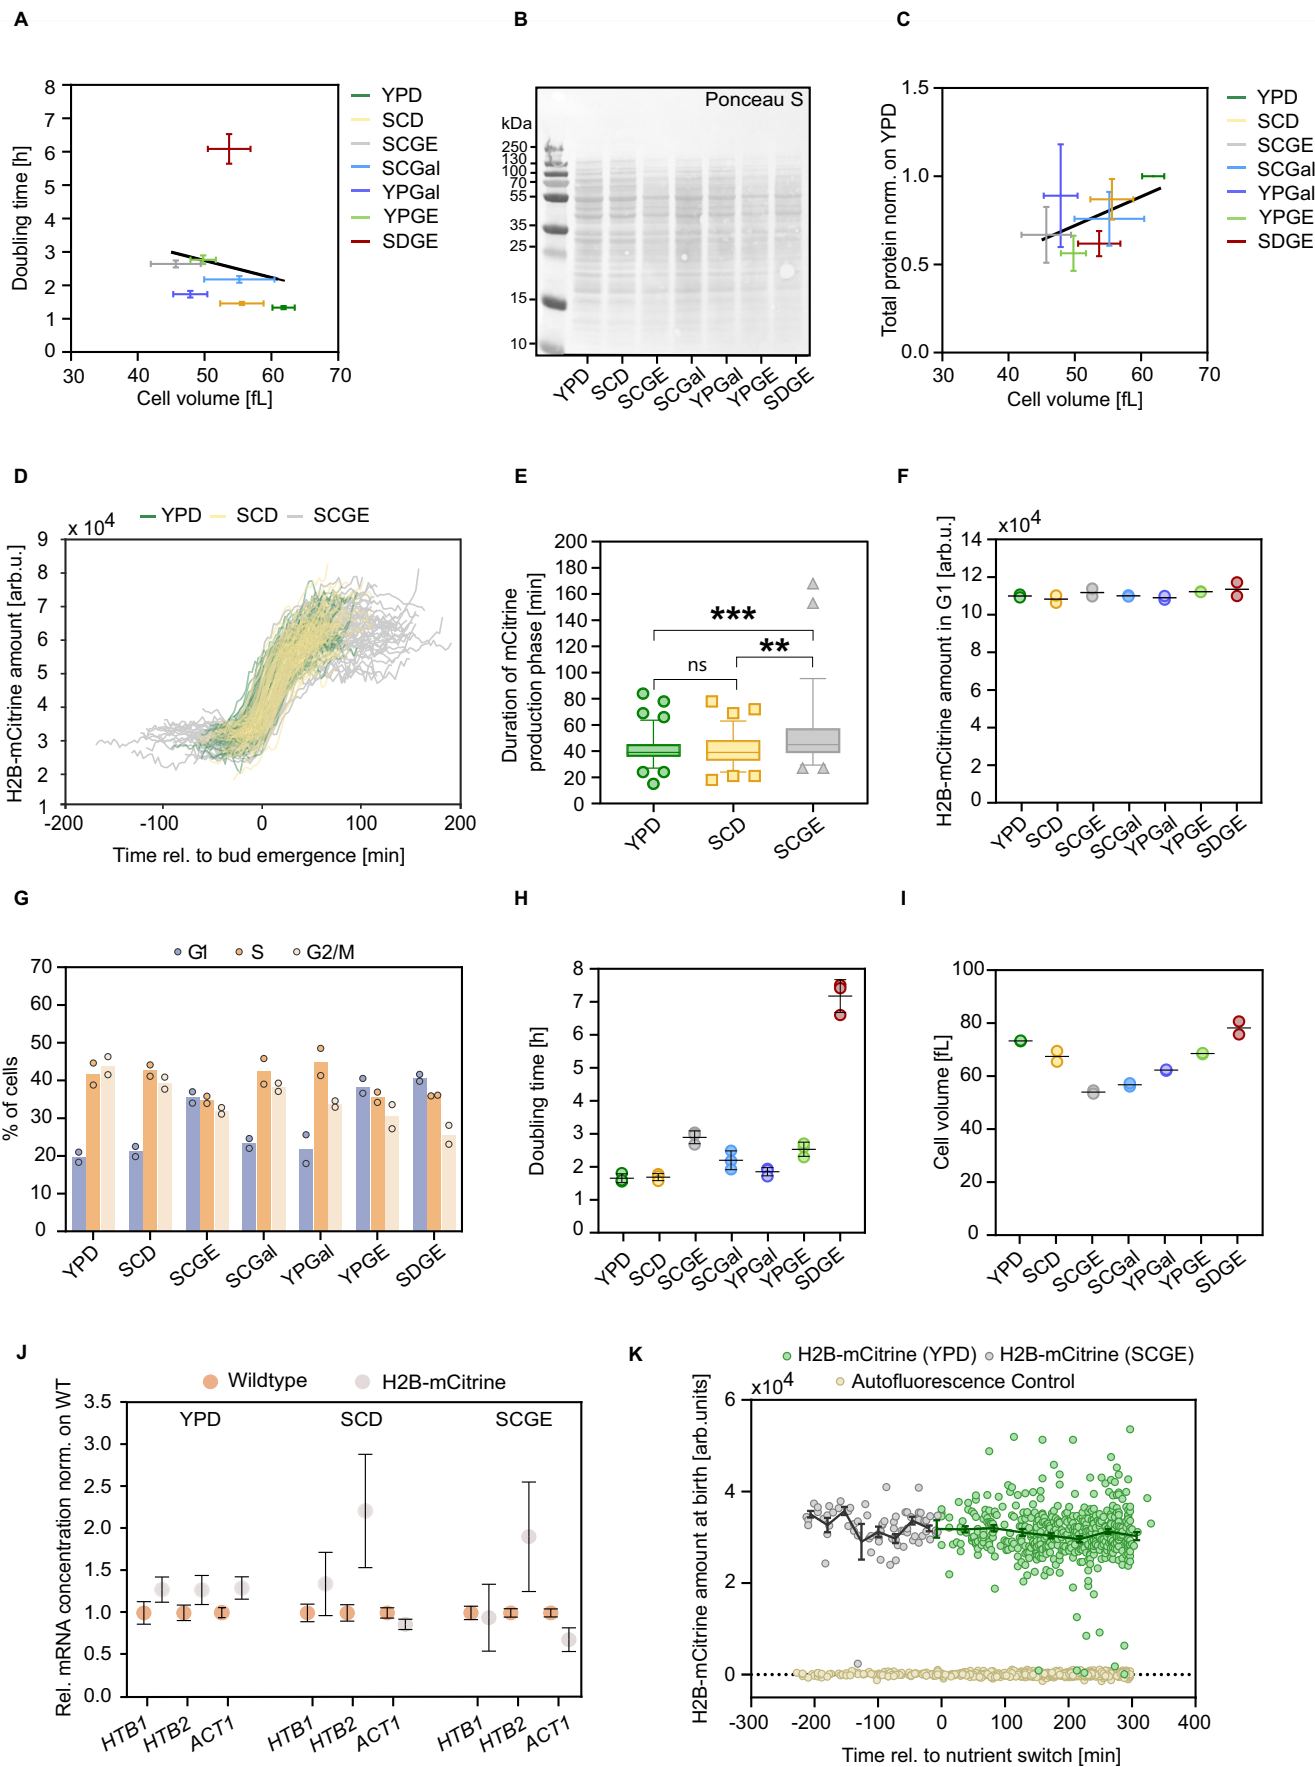 A
B
C
Doubling time [h]
8
7
6
5
4
3
2
1
0
30
40
50
60
70
Cell volume [fL]
YPD
SCD
SCGE
SCGal
YPGal
YPGE
SDGE
Ponceau S
kDa
250
130
100
70
55
35
25
15
10
YPD
SCD
SCGE
SCGal
YPGal
YPGE
SDGE
Total protein norm. on YPD
1.5
1.0
0.5
0.0
30
40
50
60
70
Cell volume [fL]
YPD
SCD
SCGE
SCGal
YPGal
YPGE
SDGE
D
E
F
x 10⁴
YPD
SCD
SCGE
H2B-mCitrine amount [arb.u.]
9
8
7
6
5
4
3
2
1
-200
-100
0
100
200
Time rel. to bud emergence [min]
Duration of mCitrine
production phase [min]
200
180
160
140
120
100
80
60
40
20
0
***
**
ns
YPD
SCD
SCGE
H2B-mCitrine amount in G1 [arb.u.]
x10⁴
14
12
10
8
6
4
2
0
YPD
SCD
SCGE
SCGal
YPGal
YPGE
SDGE
G
H
I
G1
S
G2/M
% of cells
70
60
50
40
30
20
10
0
YPD
SCD
SCGE
SCGal
YPGal
YPGE
SDGE
Doubling time [h]
8
7
6
5
4
3
2
1
0
YPD
SCD
SCGE
SCGal
YPGal
YPGE
SDGE
Cell volume [fL]
100
80
60
40
20
0
YPD
SCD
SCGE
SCGal
YPGal
YPGE
SDGE
J
K
Wildtype
H2B-mCitrine
Rel. mRNA concentration norm. on WT
3.5
3.0
2.5
2.0
1.5
1.0
0.5
0.0
YPD
SCD
SCGE
HTB1
HTB2
ACT1
HTB1
HTB2
ACT1
HTB1
HTB2
ACT1
H2B-mCitrine (YPD)
H2B-mCitrine (SCGE)
Autofluorescence Control
x10⁴
H2B-mCitrine amount at birth [arb.units]
6
4
2
0
-300
-200
-100
0
100
200
300
400
Time rel. to nutrient switch [min]